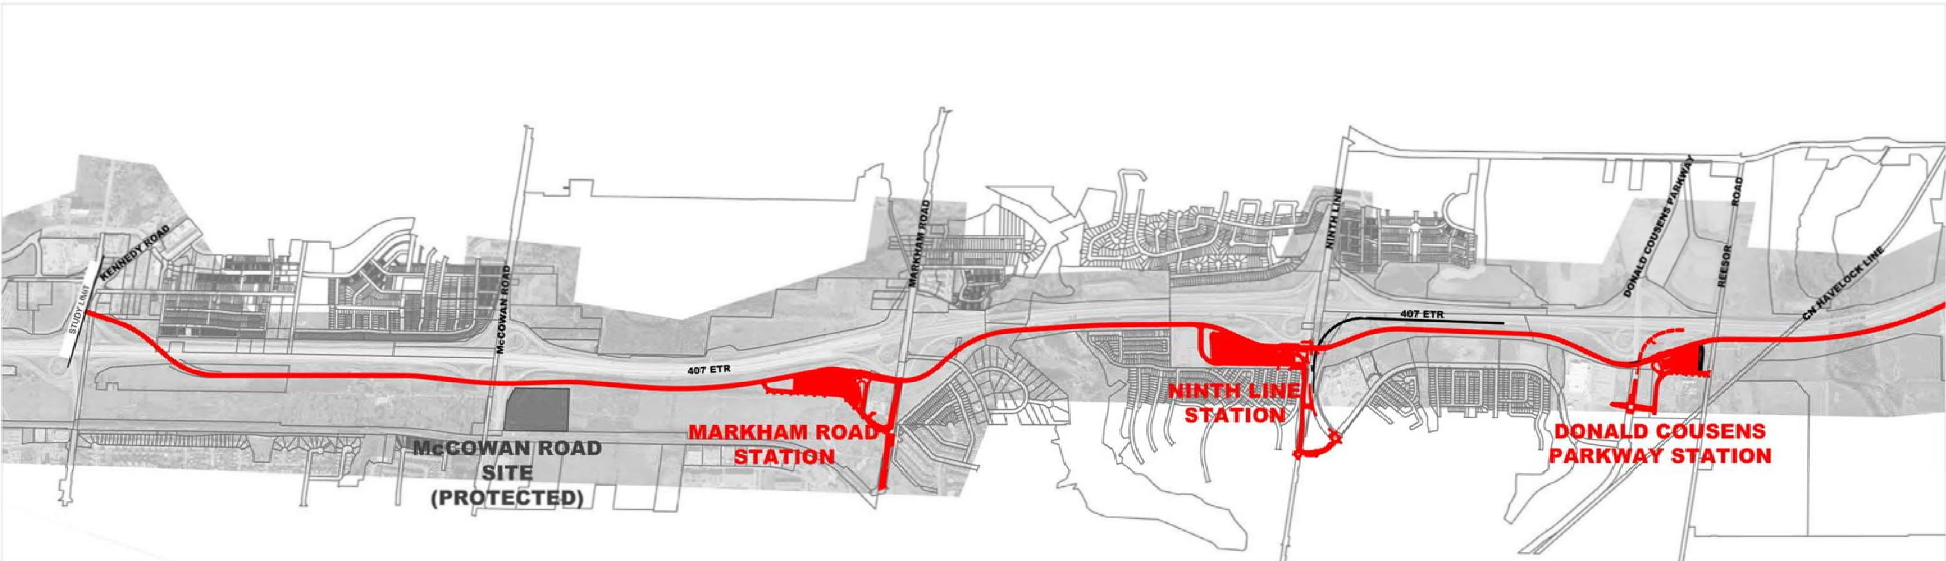 STUDY LIMIT
KENNEDY ROAD
McCOWAN ROAD
McCOWAN ROAD
SITE
(PROTECTED)
407 ETR
MARKHAM ROAD
MARKHAM ROAD
STATION
NINTH LINE
NINTH LINE
STATION
407 ETR
DONALD COUSENS PARKWAY
REESOR ROAD
CN HAVELOCK LINE
DONALD COUSENS
PARKWAY STATION